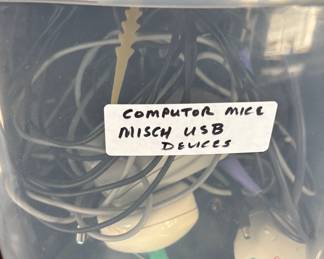 COMPUTOR MICE
MISCH USB
DEVICES